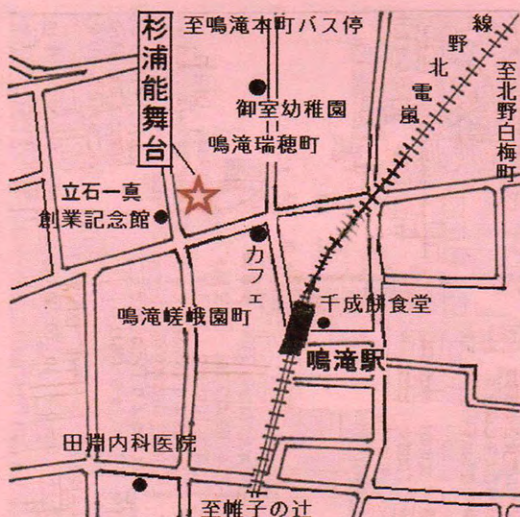 至鳴滝本町バス停
杉浦能舞台
御室幼稚園
鳴滝瑞穂町
嵐電北野線
至北野白梅町
立石一真
創業記念館
カフェ
鳴滝嵯峨園町
千成餅食堂
鳴滝駅
田淵内科医院
至帷子の辻